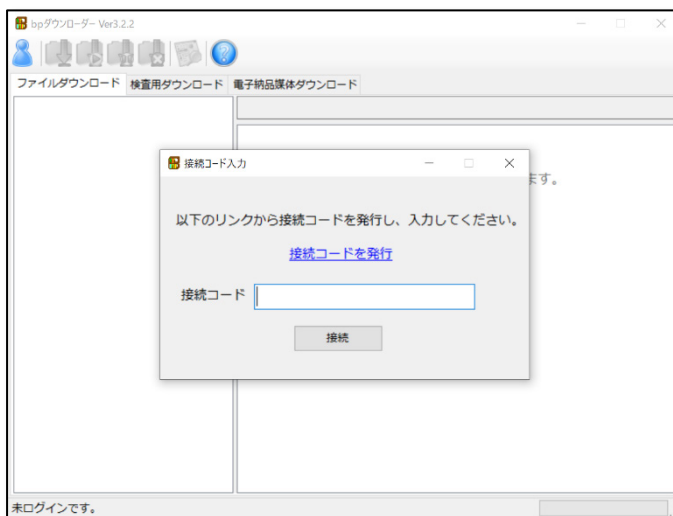 bpダウンローダー Ver3.2.2
ファイルダウンロード 検査用ダウンロード 電子納品媒体ダウンロード
ます。
接続コード入力
以下のリンクから接続コードを発行し、入力してください。
接続コードを発行
接続コード
接続
未ログインです。